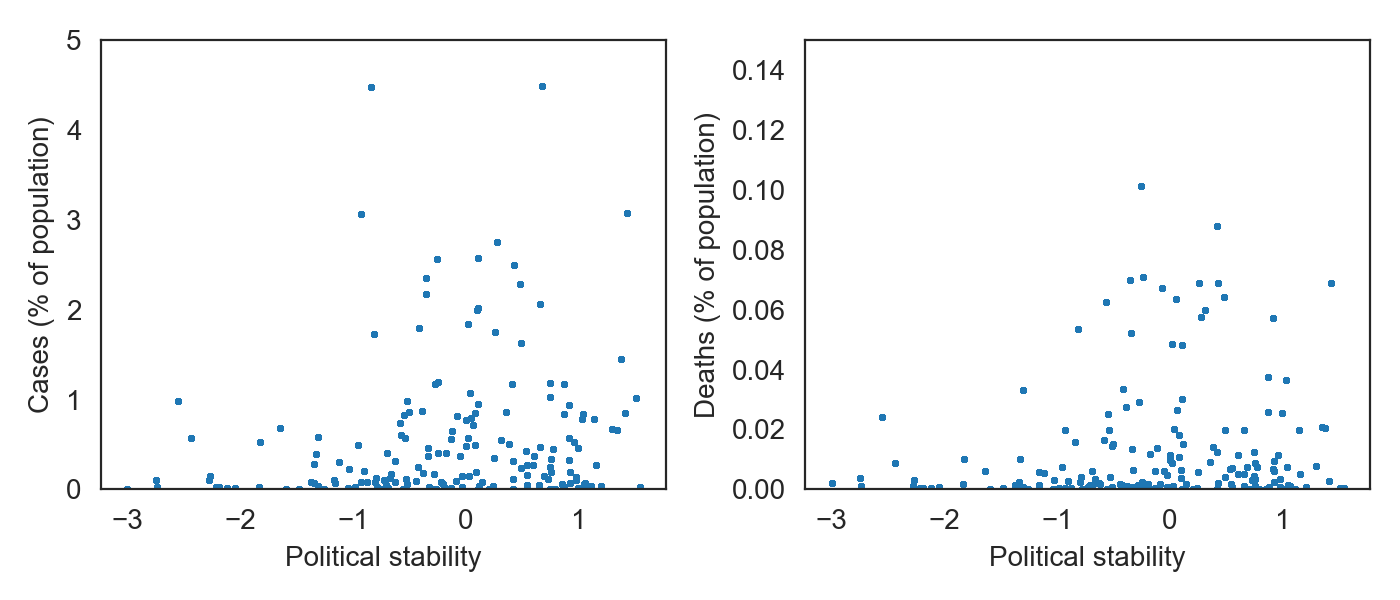 5
4
3
2
1
0
Cases (% of population)
−3 −2 −1 0 1
Political stability
0.14
0.12
0.10
0.08
0.06
0.04
0.02
0.00
Deaths (% of population)
−3 −2 −1 0 1
Political stability